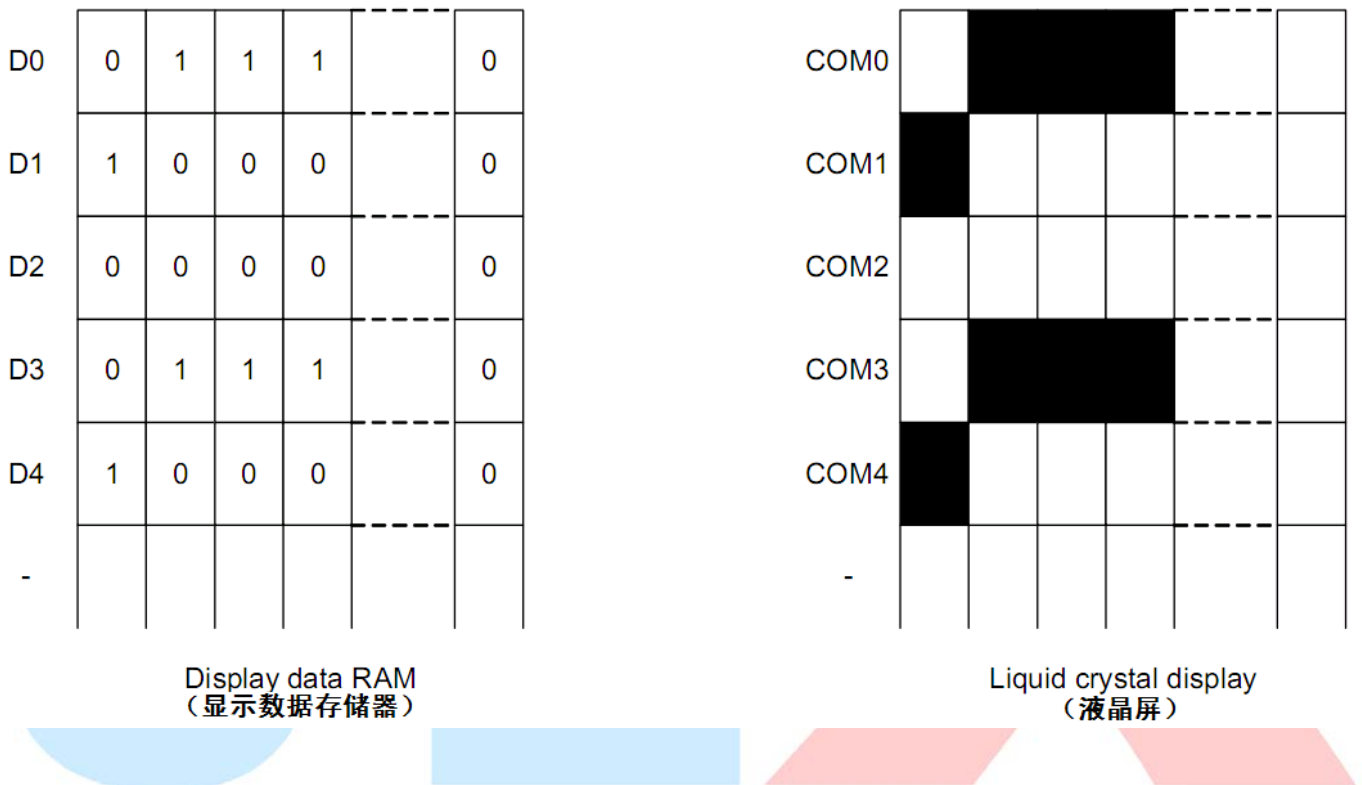 D0 0 1 1 1 0 COM0
D1 1 0 0 0 0 COM1
D2 0 0 0 0 0 COM2
D3 0 1 1 1 0 COM3
D4 1 0 0 0 0 COM4
- -
Display data RAM
（显示数据存储器）
Liquid crystal display
（液晶屏）